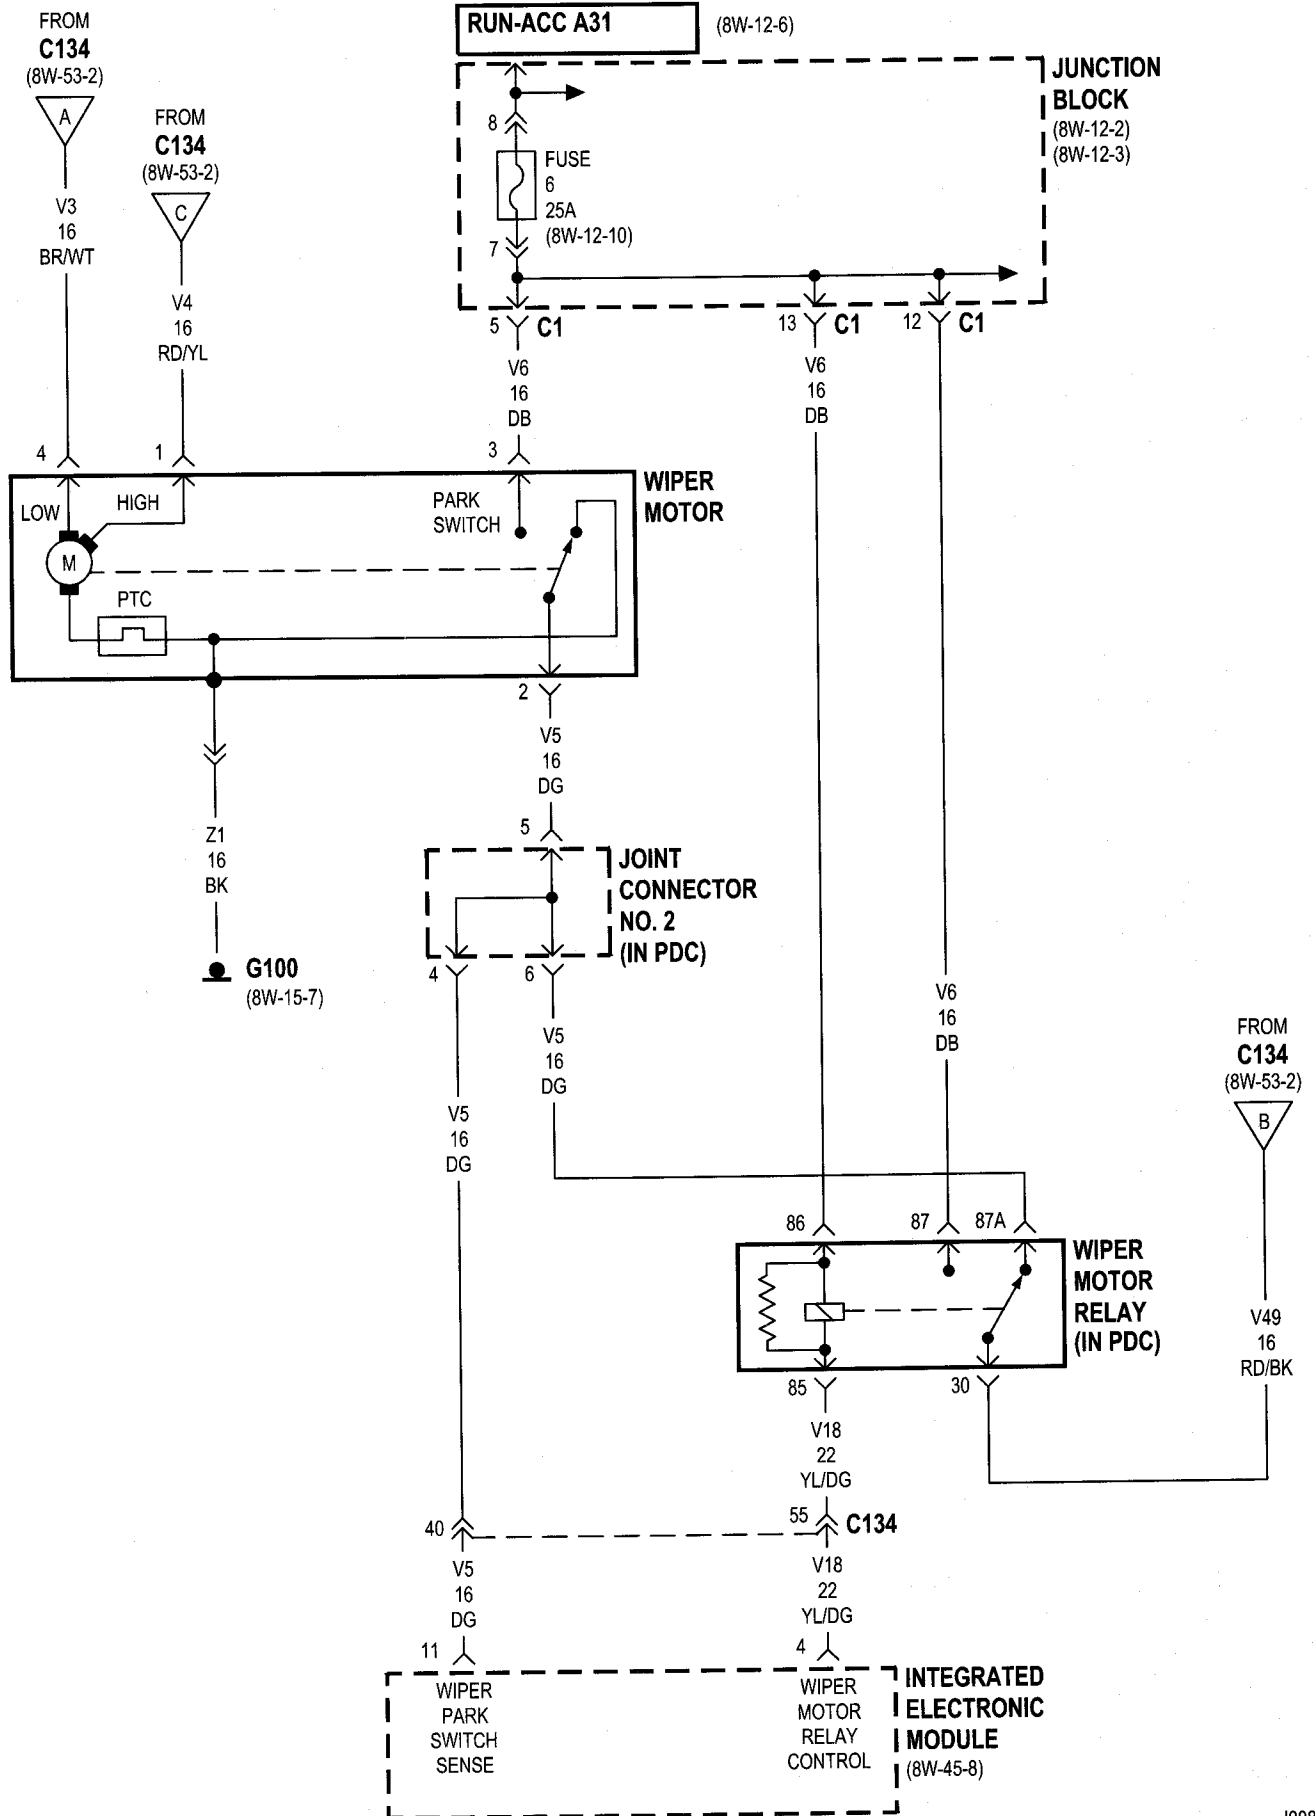 FROM
C134
(8W-53-2)
A
V3
16
BR/WT
FROM
C134
(8W-53-2)
C
V4
16
RD/YL
RUN-ACC A31
(8W-12-6)
JUNCTION
BLOCK
(8W-12-2)
(8W-12-3)
8
FUSE
6
25A
(8W-12-10)
7
5 C1
13 C1
12 C1
V6
16
DB
V6
16
DB
4
1
3
WIPER
MOTOR
LOW
HIGH
PARK
SWITCH
M
PTC
2
V5
16
DG
Z1
16
BK
G100
(8W-15-7)
5
JOINT
CONNECTOR
NO. 2
(IN PDC)
4
6
V5
16
DG
V5
16
DG
V6
16
DB
FROM
C134
(8W-53-2)
B
V49
16
RD/BK
86
87
87A
WIPER
MOTOR
RELAY
(IN PDC)
85
30
V18
22
YL/DG
40
55
C134
V5
16
DG
V18
22
YL/DG
11
4
WIPER
PARK
SWITCH
SENSE
WIPER
MOTOR
RELAY
CONTROL
INTEGRATED
ELECTRONIC
MODULE
(8W-45-8)